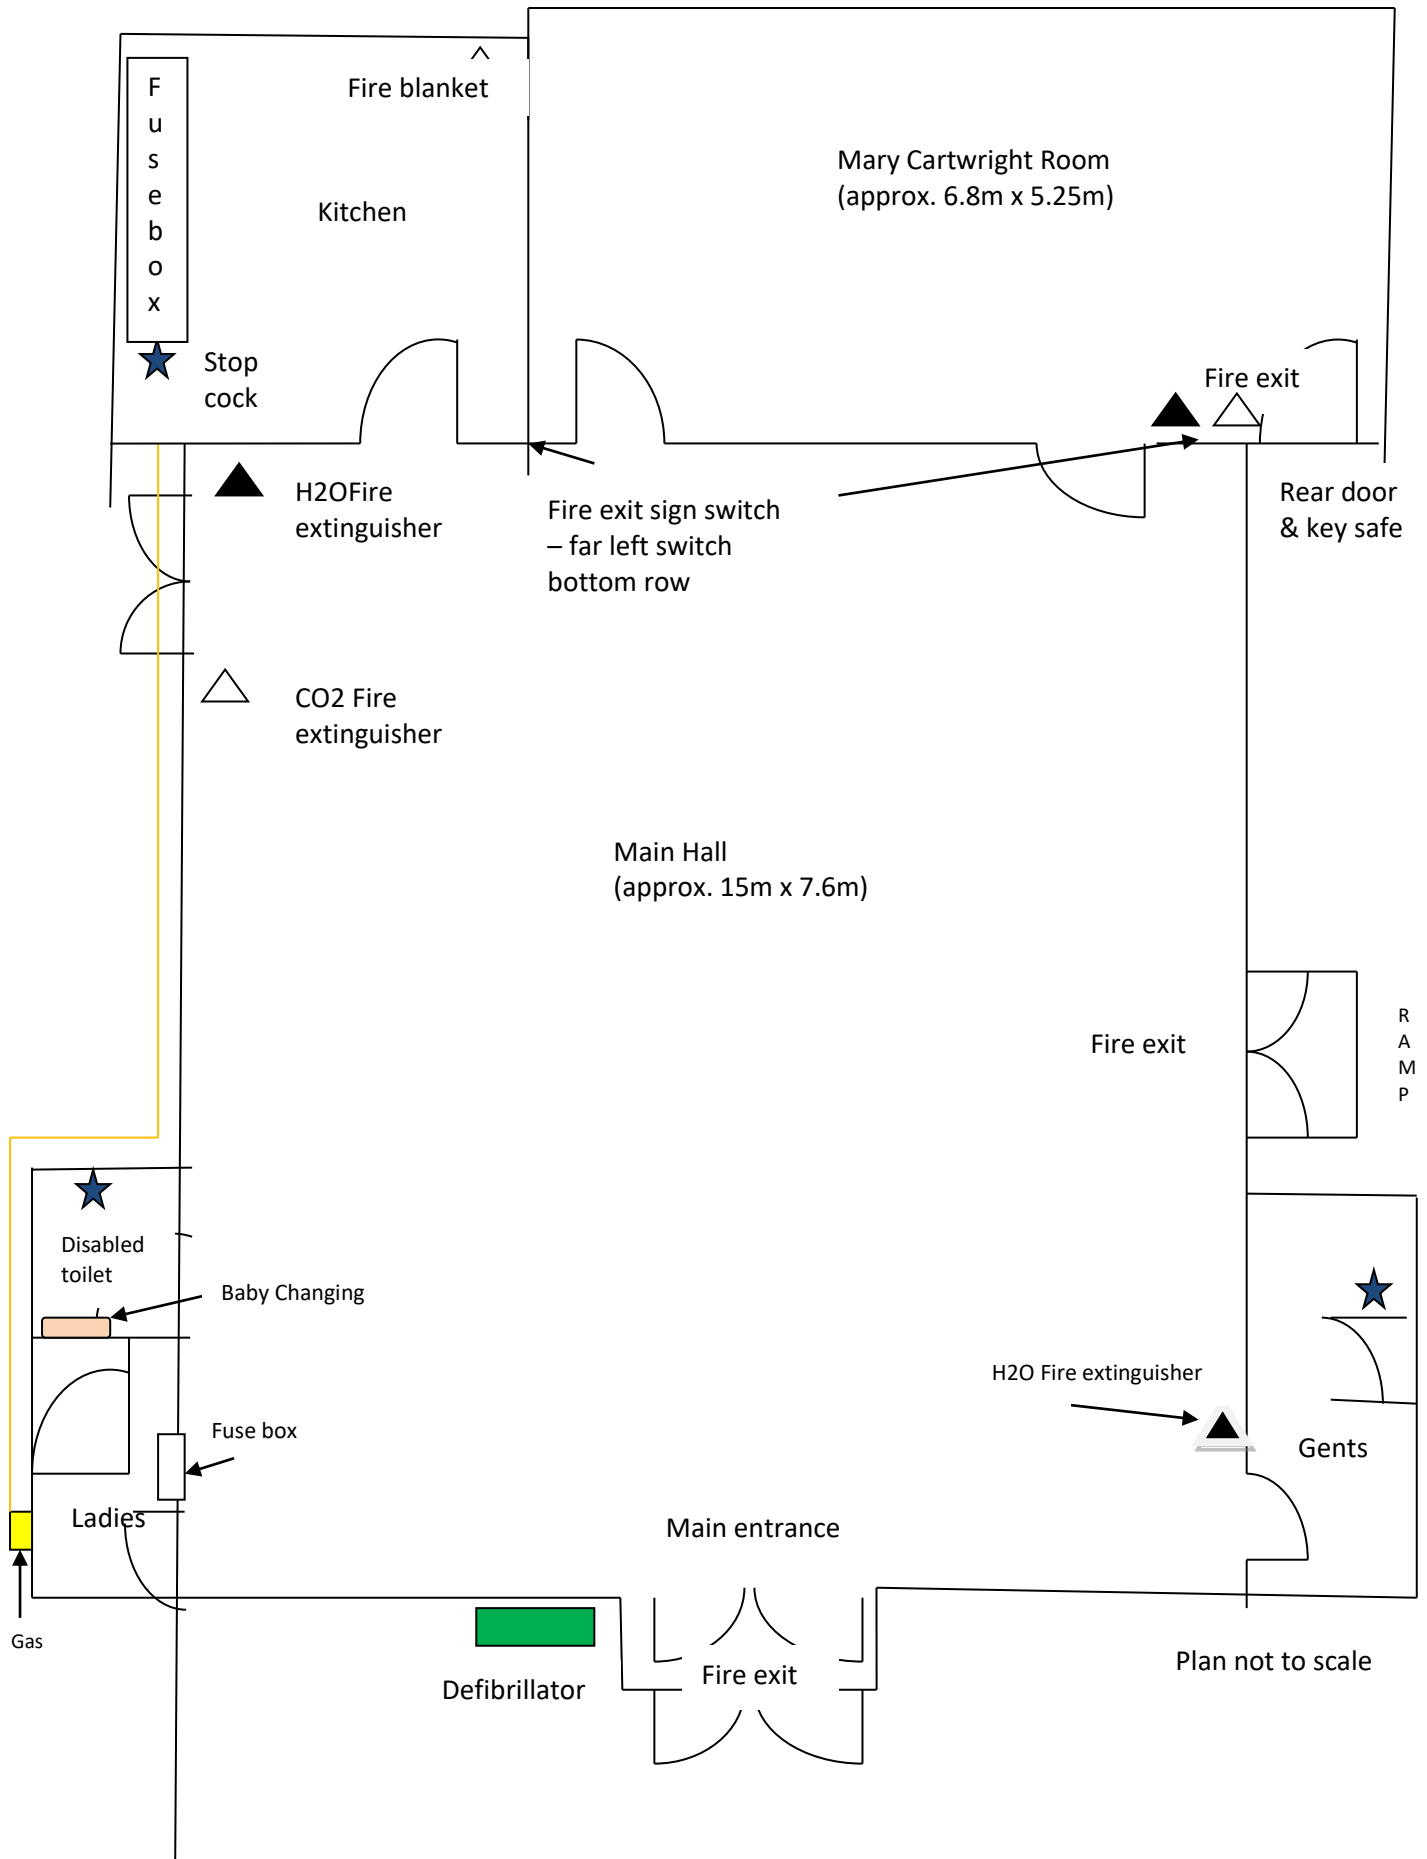 F
u
s
e
b
o
x
Fire blanket
Mary Cartwright Room
(approx. 6.8m x 5.25m)
Kitchen
Stop
cock
Fire exit
H2OFire
extinguisher
Fire exit sign switch
– far left switch
bottom row
Rear door
& key safe
CO2 Fire
extinguisher
Main Hall
(approx. 15m x 7.6m)
Fire exit
R
A
M
P
Disabled
toilet
Baby Changing
H2O Fire extinguisher
Fuse box
Gents
Ladies
Main entrance
Gas
Defibrillator
Fire exit
Plan not to scale